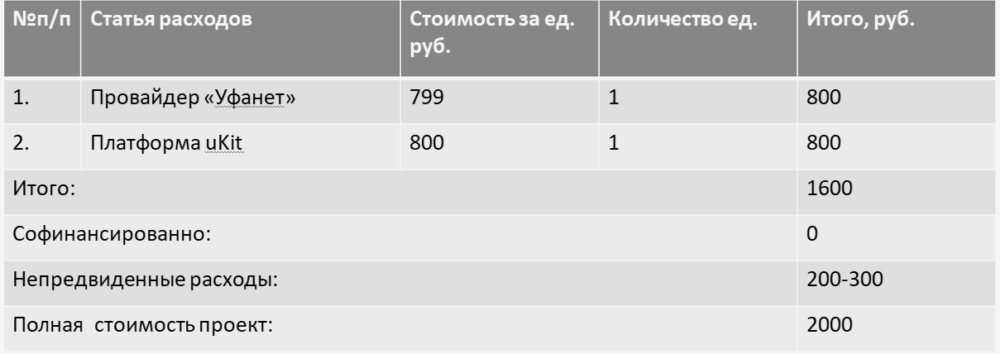 №п/п Статья расходов Стоимость за ед. руб. Количество ед. Итого, руб.
1. Провайдер «Уфанет» 799 1 800
2. Платформа uKit 800 1 800
Итого: 1600
Софинансированно: 0
Непредвиденные расходы: 200-300
Полная  стоимость проект: 2000